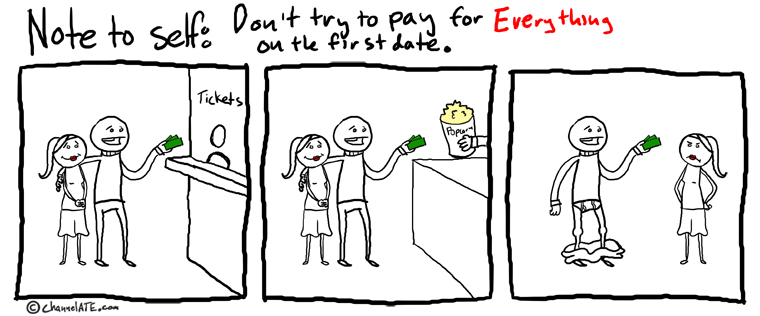 Note to self: Don't try to pay for Everything
on the first date.
Tickets
Popcorn
© ChannelATE.com